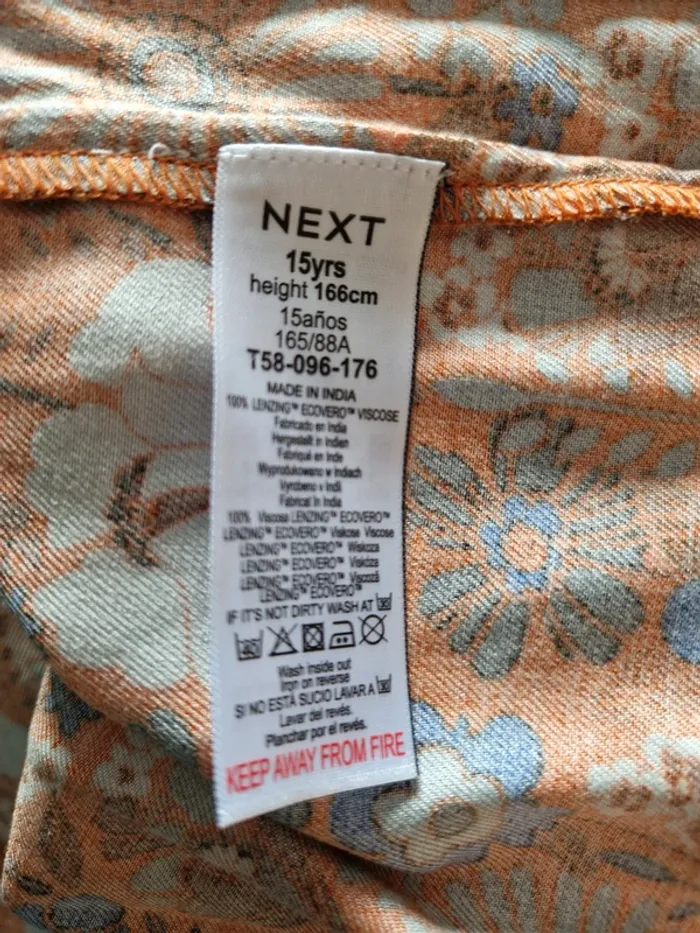 NEXT
15yrs
height 166cm
15años
165/88A
T58-096-176
MADE IN INDIA
100% LENZING™ ECOVERO™ VISCOSE
Fabricado en India
Hergestellt in Indien
Fabriqué en Inde
Wyprodukowano w Indiach
Vyrobeno v Indii
Fabricat în India
100% Viscosa LENZING™ ECOVERO™
LENZING™ ECOVERO™ Viskose Viscose
LENZING™ ECOVERO™ Wiskoza
LENZING™ ECOVERO™ Viskóza
LENZING™ ECOVERO™ Viscoză
LENZING™ ECOVERO™
IF IT'S NOT DIRTY WASH AT
40
Wash inside out
Iron on reverse
SI NO ESTÁ SUCIO LAVAR A
Lavar del revés.
Planchar por el revés.
KEEP AWAY FROM FIRE